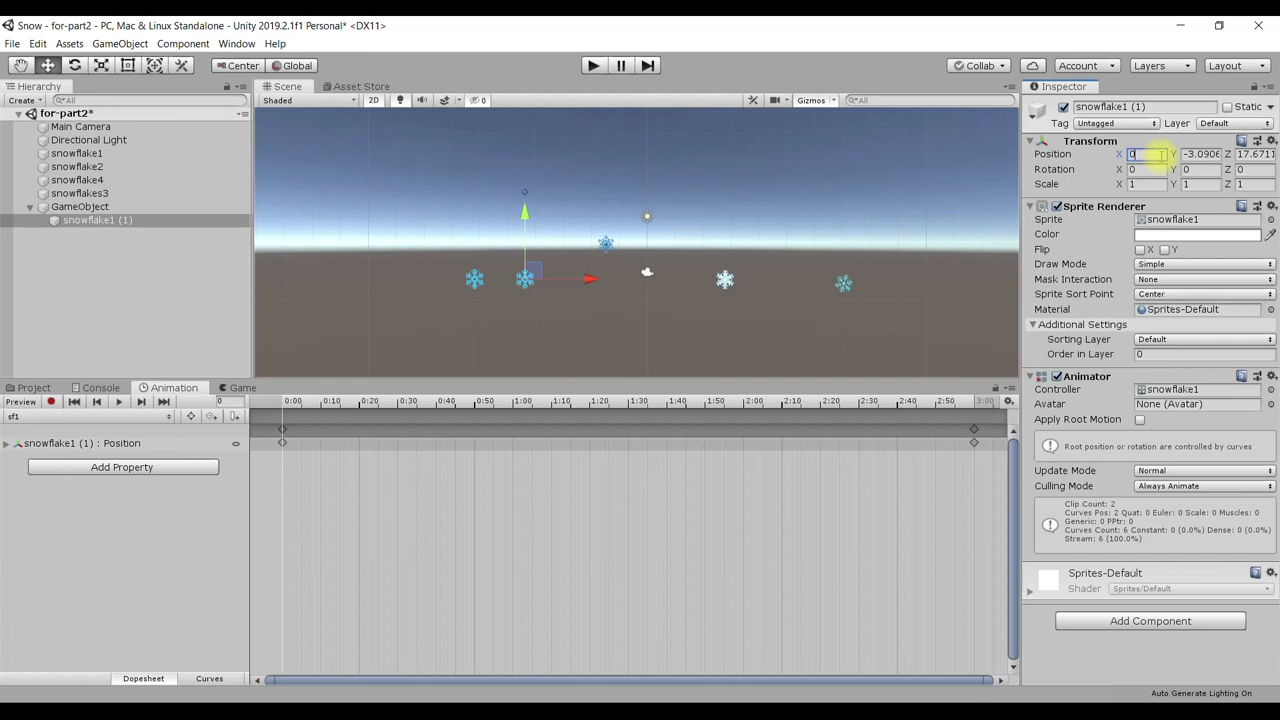 Snow - for-part2 - PC, Mac & Linux Standalone - Unity 2019.2.1f1 Personal* <DX11>
File Edit Assets GameObject Component Window Help
Center Global Collab Account Layers Layout
Hierarchy
Create All
for-part2*
Main Camera
Directional Light
snowflake1
snowflake2
snowflake4
snowflakes3
GameObject
snowflake1 (1)
Scene Asset Store
Shaded 2D 0 Gizmos All
Inspector
snowflake1 (1) Static
Tag Untagged Layer Default
Transform
Position X 0 Y -3.0906 Z 17.6711
Rotation X 0 Y 0 Z 0
Scale X 1 Y 1 Z 1
Sprite Renderer
Sprite snowflake1
Color
Flip X Y
Draw Mode Simple
Mask Interaction None
Sprite Sort Point Center
Material Sprites-Default
Additional Settings
Sorting Layer Default
Order in Layer 0
Animator
Controller snowflake1
Avatar None (Avatar)
Apply Root Motion
Root position or rotation are controlled by curves
Update Mode Normal
Culling Mode Always Animate
Clip Count: 2
Curves Pos: 2 Quat: 0 Euler: 0 Scale: 0 Muscles: 0
Generic: 0 PPtr: 0
Curves Count: 6 Constant: 0 (0.0%) Dense: 0 (0.0%)
Stream: 6 (100.0%)
Sprites-Default
Shader Sprites/Default
Add Component
Project Console Animation Game
Preview 0 0:00 0:10 0:20 0:30 0:40 0:50 1:00 1:10 1:20 1:30 1:40 1:50 2:00 2:10 2:20 2:30 2:40 2:50 3:00
sf1
snowflake1 (1) : Position
Add Property
Dopesheet Curves
Auto Generate Lighting On